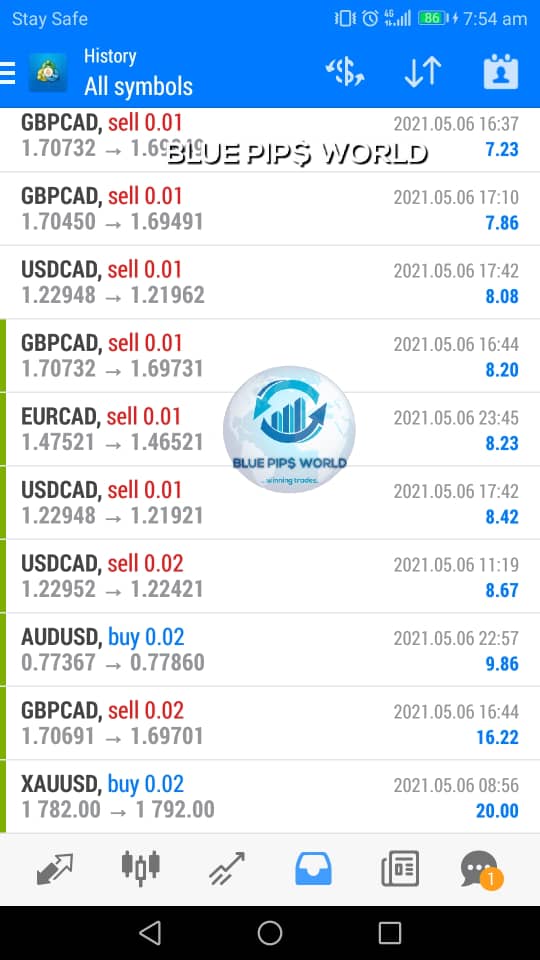 Stay Safe
4G
86
7:54 am
History
All symbols
GBPCAD, sell 0.01
2021.05.06 16:37
1.70732 →
7.23
BLUE PIP$ WORLD
GBPCAD, sell 0.01
2021.05.06 17:10
1.70450 → 1.69491
7.86
USDCAD, sell 0.01
2021.05.06 17:42
1.22948 → 1.21962
8.08
GBPCAD, sell 0.01
2021.05.06 16:44
1.70732 → 1.69731
8.20
EURCAD, sell 0.01
2021.05.06 23:45
1.47521 → 1.46521
8.23
BLUE PIP$ WORLD
...winning trades.
USDCAD, sell 0.01
2021.05.06 17:42
1.22948 → 1.21921
8.42
USDCAD, sell 0.02
2021.05.06 11:19
1.22952 → 1.22421
8.67
AUDUSD, buy 0.02
2021.05.06 22:57
0.77367 → 0.77860
9.86
GBPCAD, sell 0.02
2021.05.06 16:44
1.70691 → 1.69701
16.22
XAUUSD, buy 0.02
2021.05.06 08:56
1 782.00 → 1 792.00
20.00
1